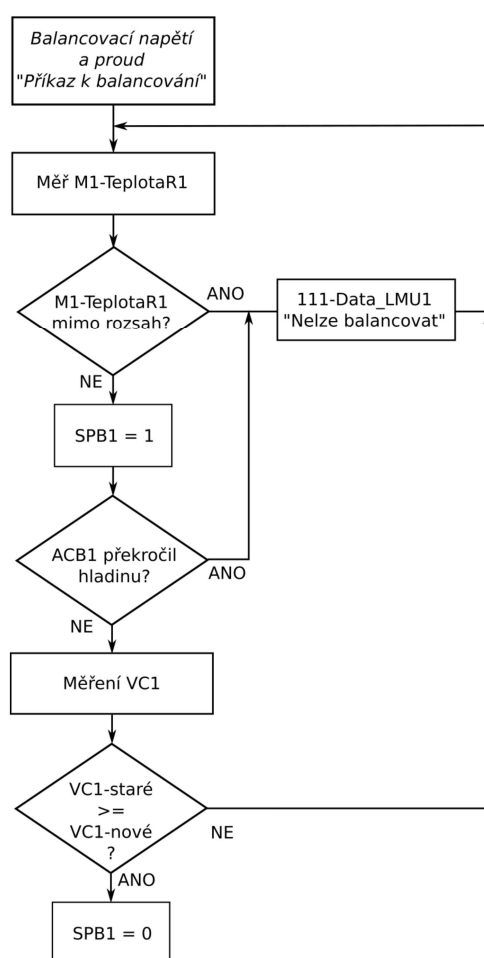 Balancovací napětí
a proud
"Příkaz k balancování"
Měř M1-TeplotaR1
M1-TeplotaR1
mimo rozsah?
ANO
111-Data_LMU1
"Nelze balancovat"
NE
SPB1 = 1
ACB1 překročil
hladinu?
ANO
NE
Měření VC1
VC1-staré
>=
VC1-nové
?
NE
ANO
SPB1 = 0